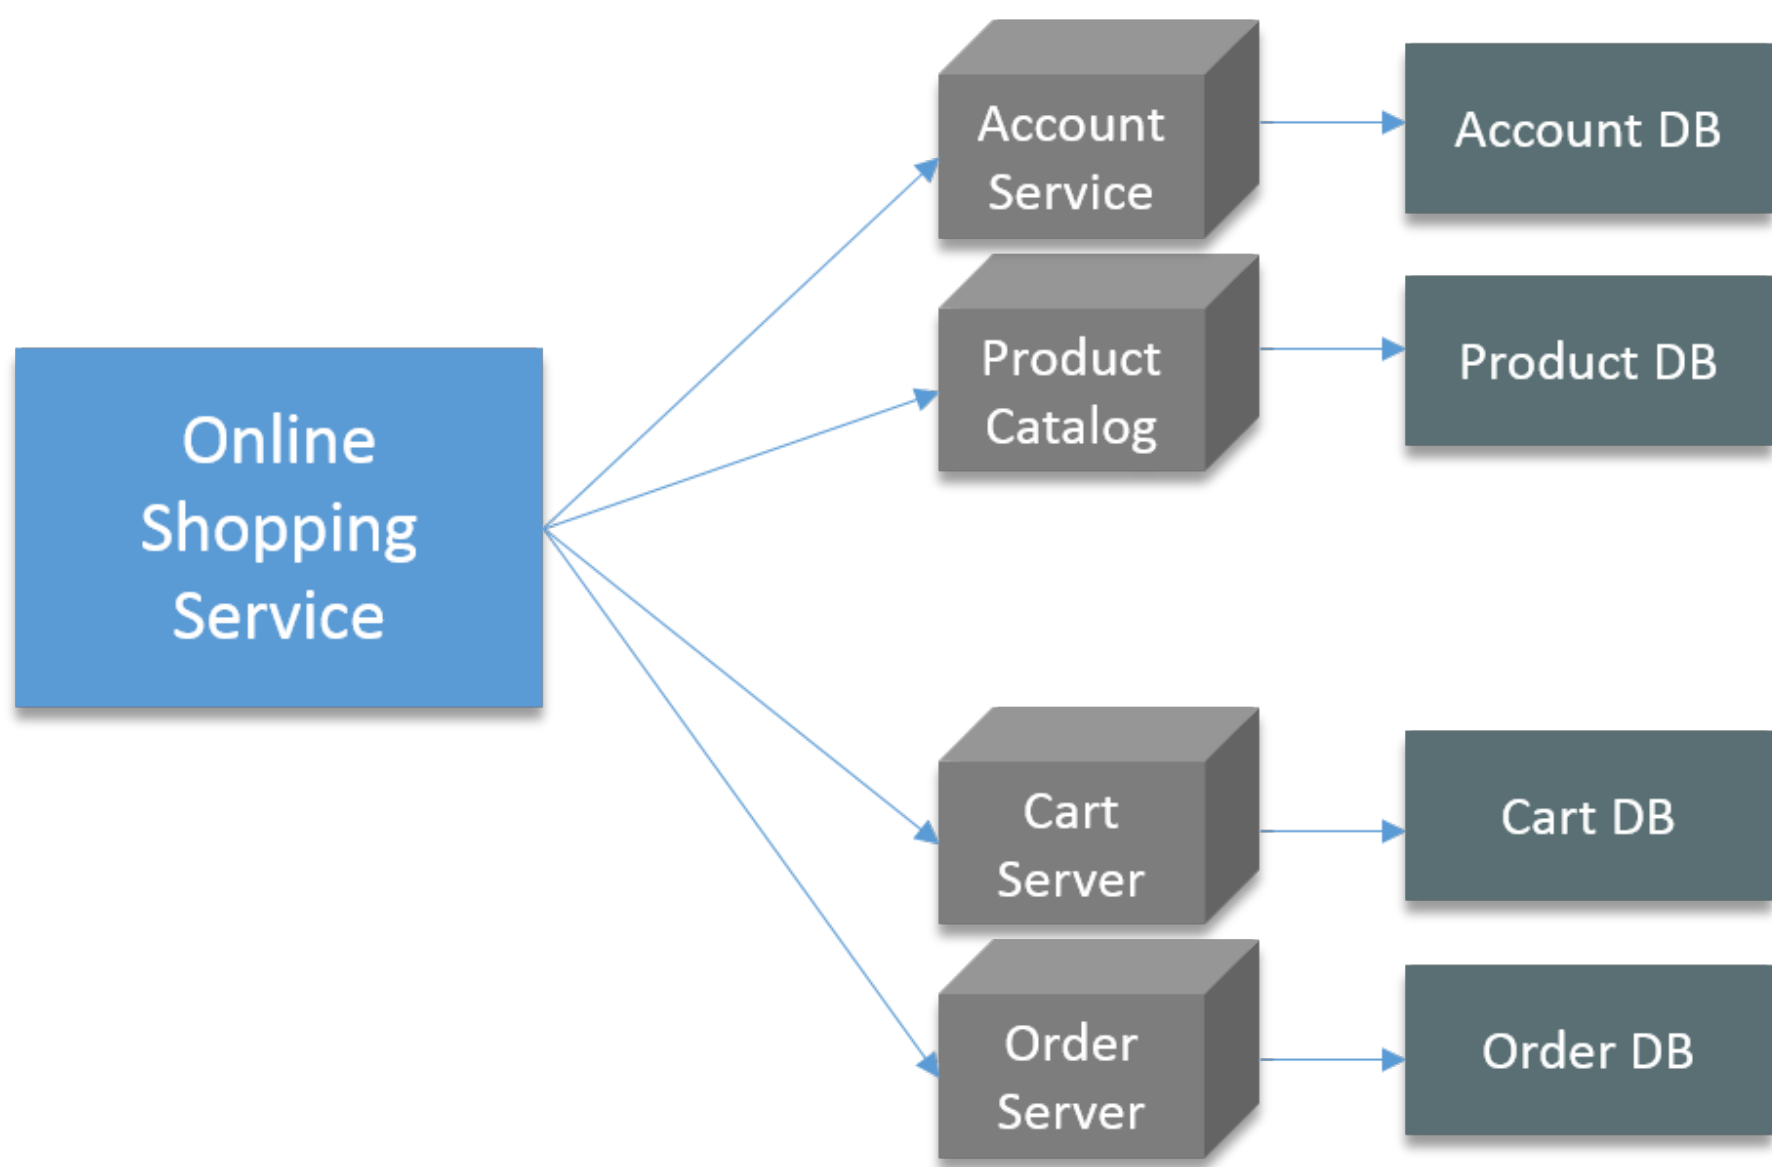 Online
Shopping
Service
Account
Service
Account DB
Product
Catalog
Product DB
Cart
Server
Cart DB
Order
Server
Order DB